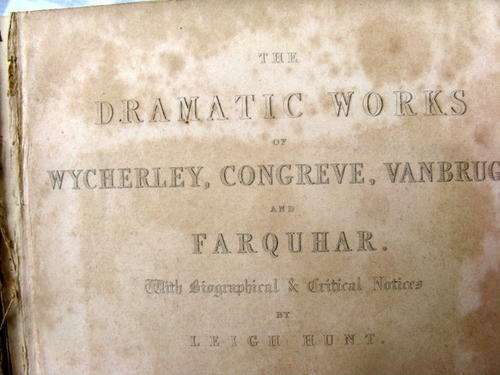 THE
DRAMATIC WORKS
OF
WYCHERLEY, CONGREVE, VANBRUG
AND
FARQUHAR.
With Biographical & Critical Notices
BY
LEIGH HUNT.